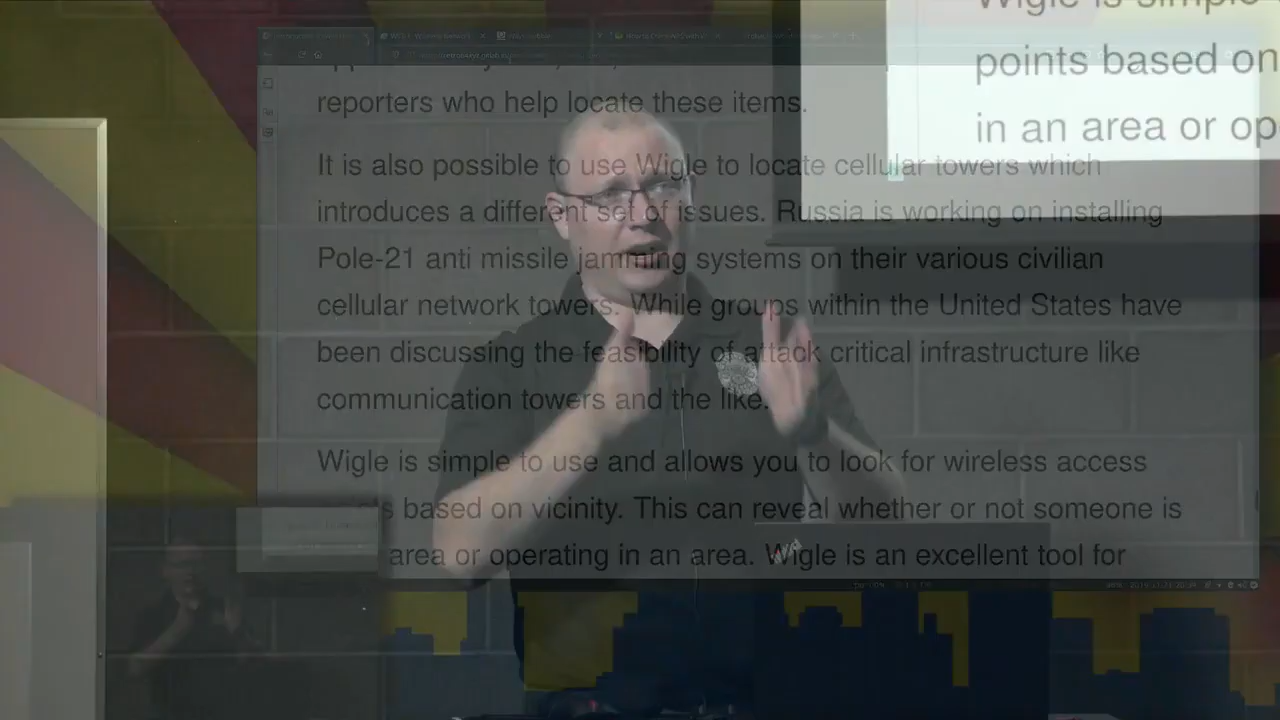 Wigle is simple
points based on
in an area or op
reporters who help locate these items.
It is also possible to use Wigle to locate cellular towers which
introduces a different set of issues. Russia is working on installing
Pole-21 anti missile jamming systems on their various civilian
cellular network towers. While groups within the United States have
been discussing the feasibility of attack critical infrastructure like
communication towers and the like.
Wigle is simple to use and allows you to look for wireless access
s based on vicinity. This can reveal whether or not someone is
area or operating in an area. Wigle is an excellent tool for